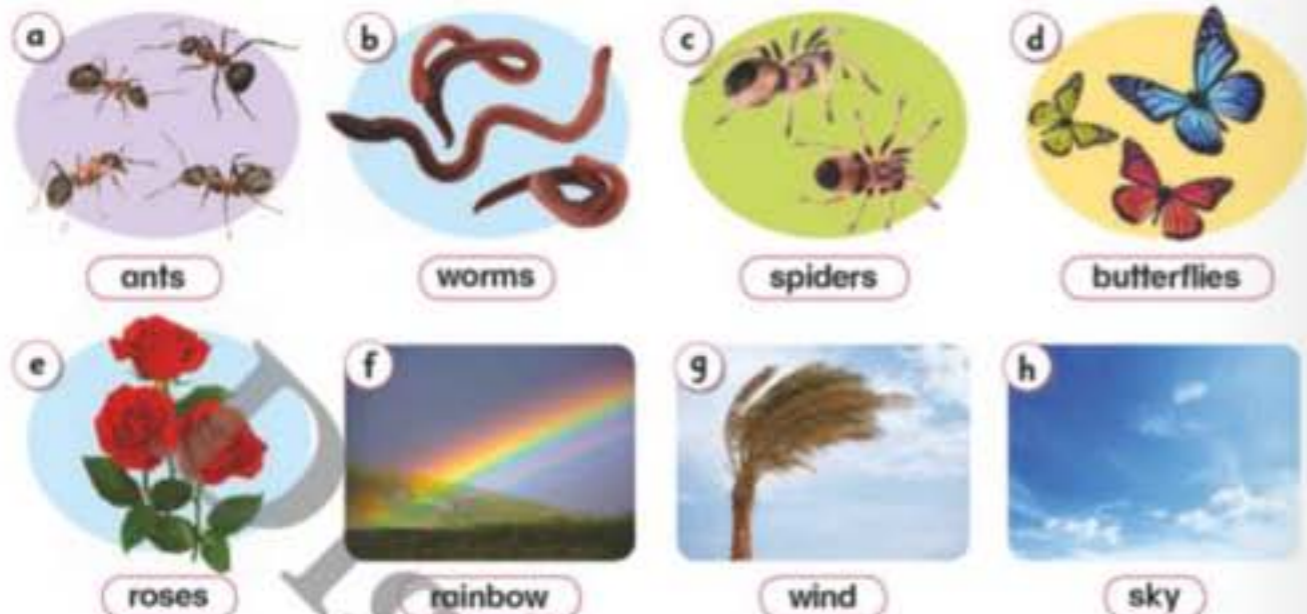 a b c d
ants worms spiders butterflies
e f g h
roses rainbow wind sky